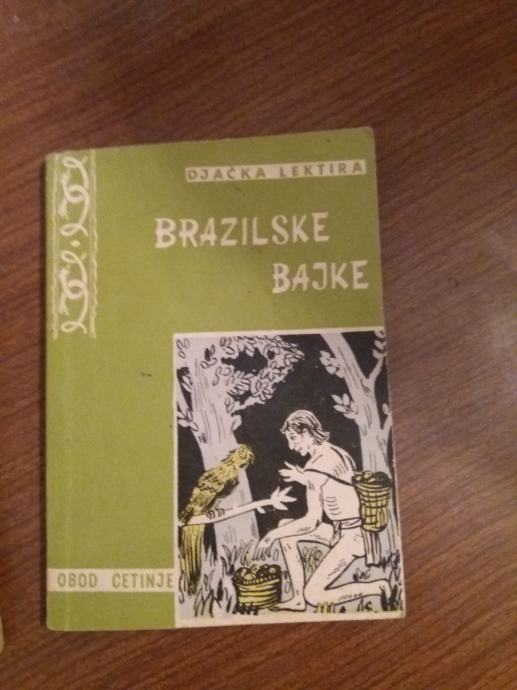 DJAČKA LEKTIRA
BRAZILSKE
BAJKE
OBOD CETINJE